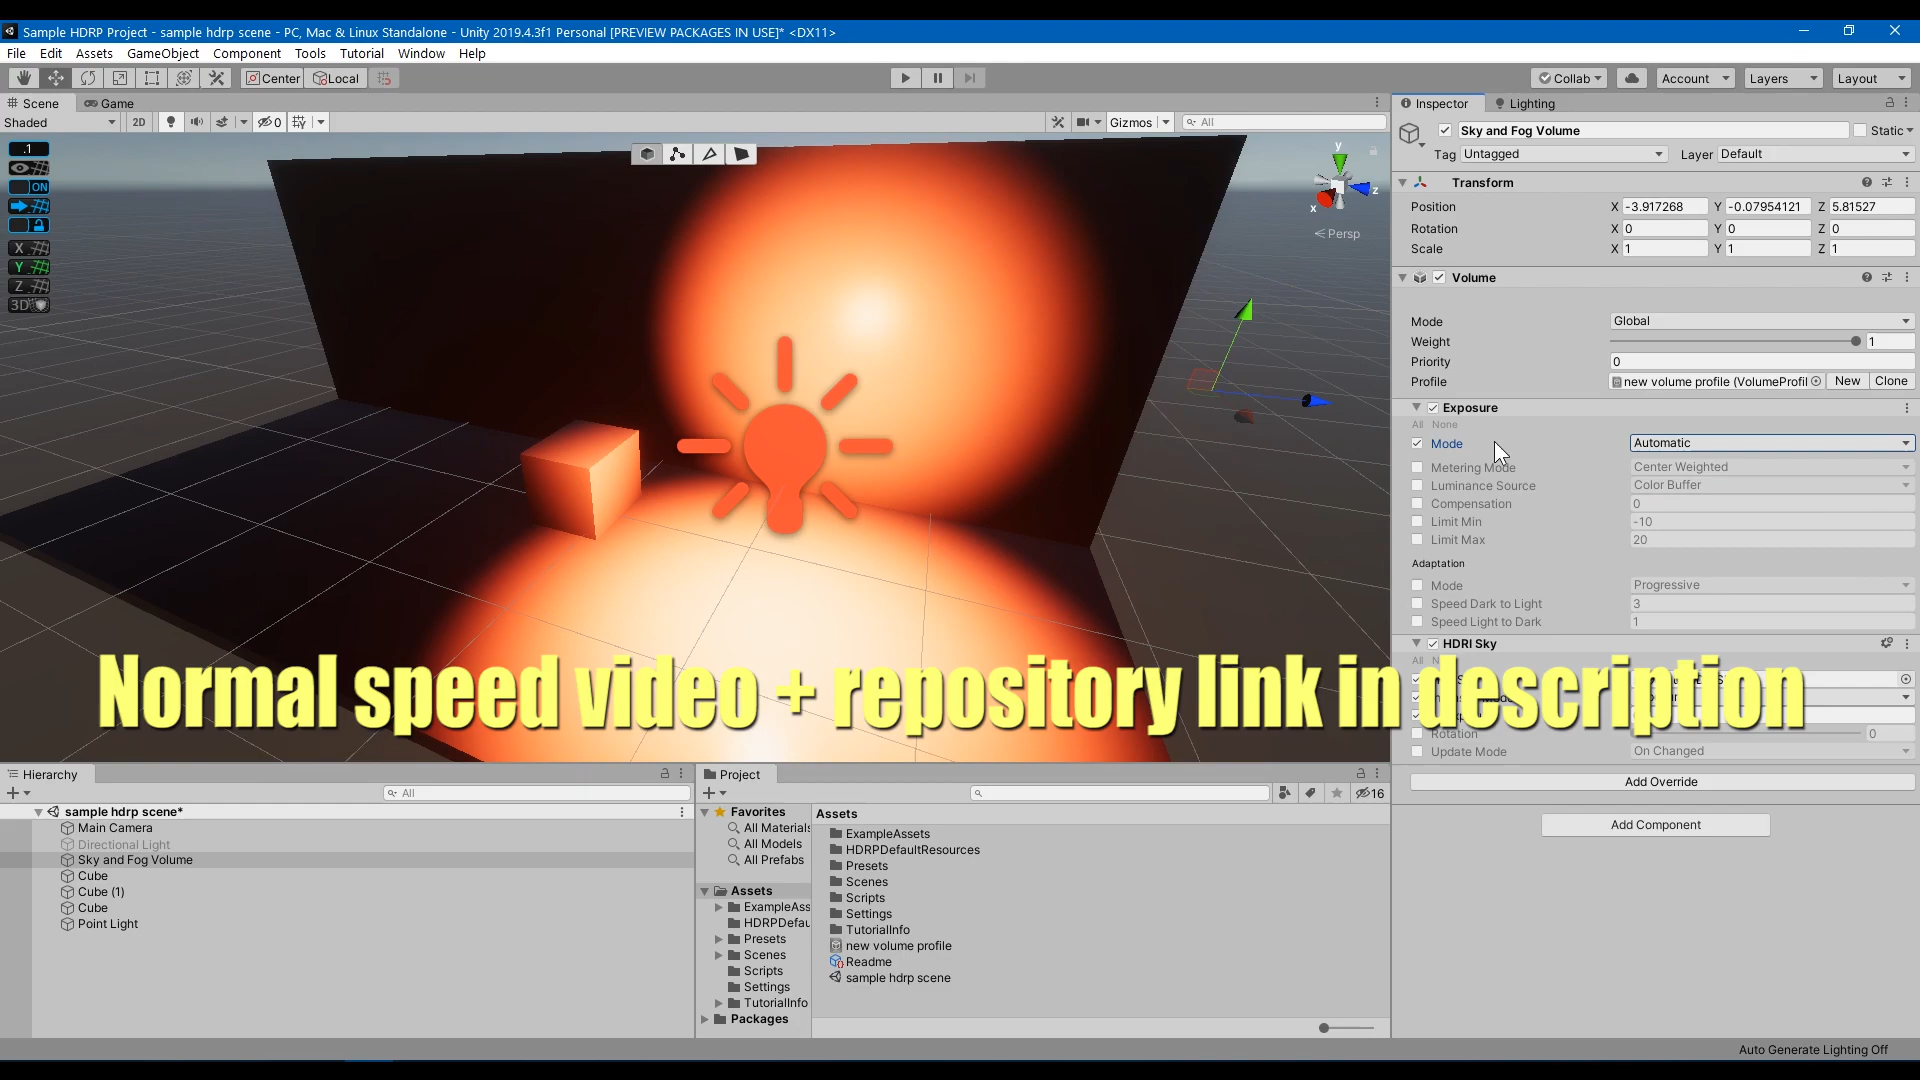 Sample HDRP Project - sample hdrp scene - PC, Mac & Linux Standalone - Unity 2019.4.3f1 Personal [PREVIEW PACKAGES IN USE]* <DX11>
File Edit Assets GameObject Component Tools Tutorial Window Help
Center Local Collab Account Layers Layout
Scene Game
Shaded 2D 0 Gizmos All
.1
ON
X
Y
Z
3D
y
z
x
Persp
Inspector Lighting
Sky and Fog Volume Static
Tag Untagged Layer Default
Transform
Position X -3.917268 Y -0.07954121 Z 5.81527
Rotation X 0 Y 0 Z 0
Scale X 1 Y 1 Z 1
Volume
Mode Global
Weight 1
Priority 0
Profile new volume profile (VolumeProfil New Clone
Exposure
All None
Mode Automatic
Metering Mode Center Weighted
Luminance Source Color Buffer
Compensation 0
Limit Min -10
Limit Max 20
Adaptation
Mode Progressive
Speed Dark to Light 3
Speed Light to Dark 1
HDRI Sky
All
Normal speed video + repository link in description
Rotation 0
Update Mode On Changed
Add Override
Add Component
Hierarchy
All
sample hdrp scene*
Main Camera
Directional Light
Sky and Fog Volume
Cube
Cube (1)
Cube
Point Light
Project
16
Favorites
All Materials
All Models
All Prefabs
Assets
ExampleAss
HDRPDefau
Presets
Scenes
Scripts
Settings
TutorialInfo
Packages
Assets
ExampleAssets
HDRPDefaultResources
Presets
Scenes
Scripts
Settings
TutorialInfo
new volume profile
Readme
sample hdrp scene
Auto Generate Lighting Off